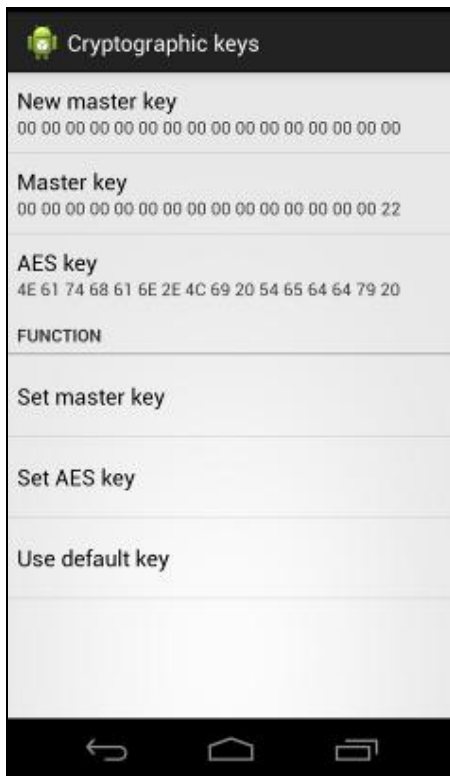 Cryptographic keys
New master key
00 00 00 00 00 00 00 00 00 00 00 00 00 00 00 00
Master key
00 00 00 00 00 00 00 00 00 00 00 00 00 00 00 22
AES key
4E 61 74 68 61 6E 2E 4C 69 20 54 65 64 64 79 20
FUNCTION
Set master key
Set AES key
Use default key